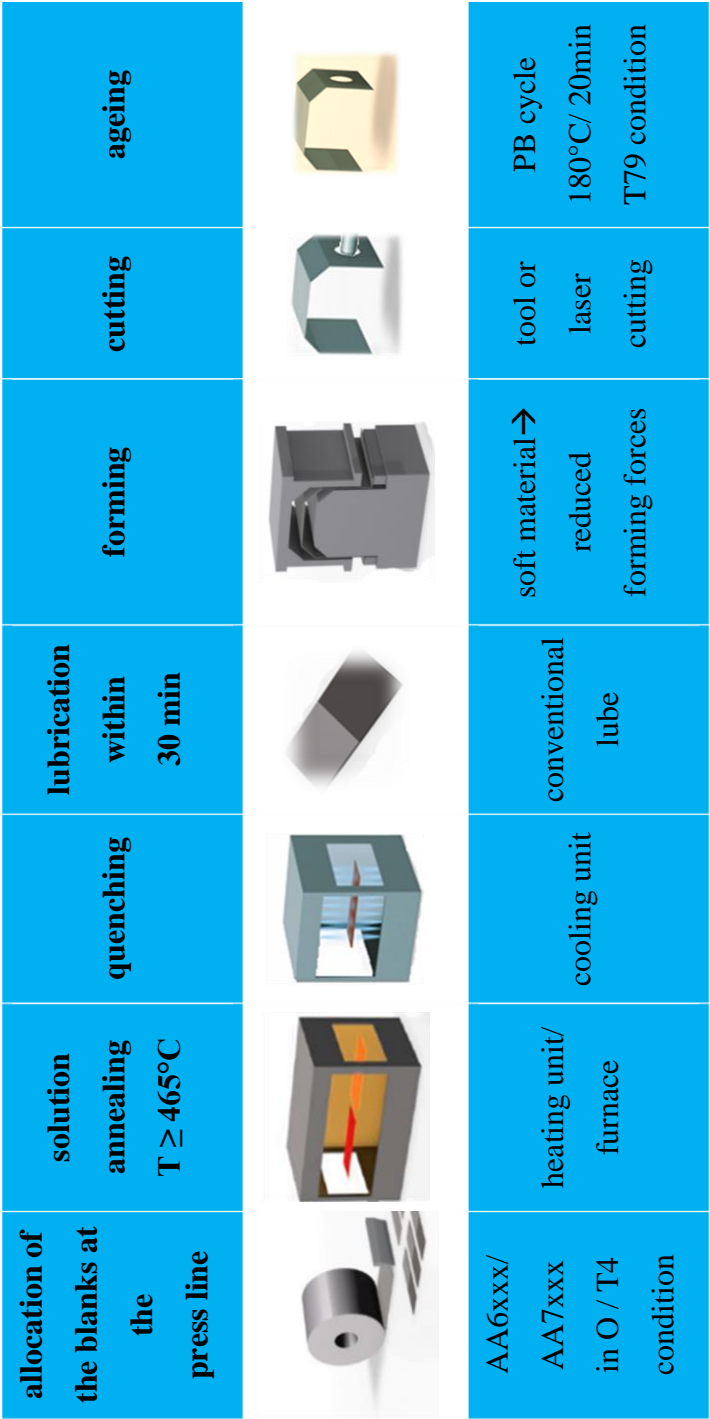 allocation of
the blanks at
the
press line
solution
annealing
T ≥ 465°C
quenching
lubrication
within
30 min
forming
cutting
ageing
AA6xxx/
AA7xxx
in O / T4
condition
heating unit/
furnace
cooling unit
conventional
lube
soft material→
reduced
forming forces
tool or
laser
cutting
PB cycle
180°C/ 20min
T79 condition